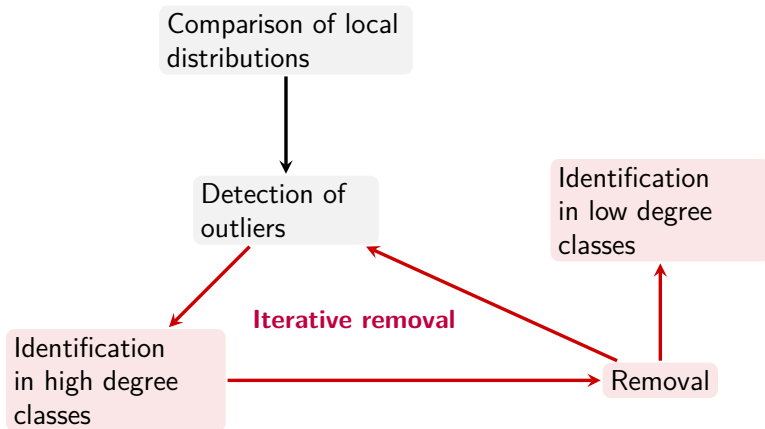 Comparison of local
distributions
Detection of
outliers
Identification
in low degree
classes
Iterative removal
Identification
in high degree
classes
Removal